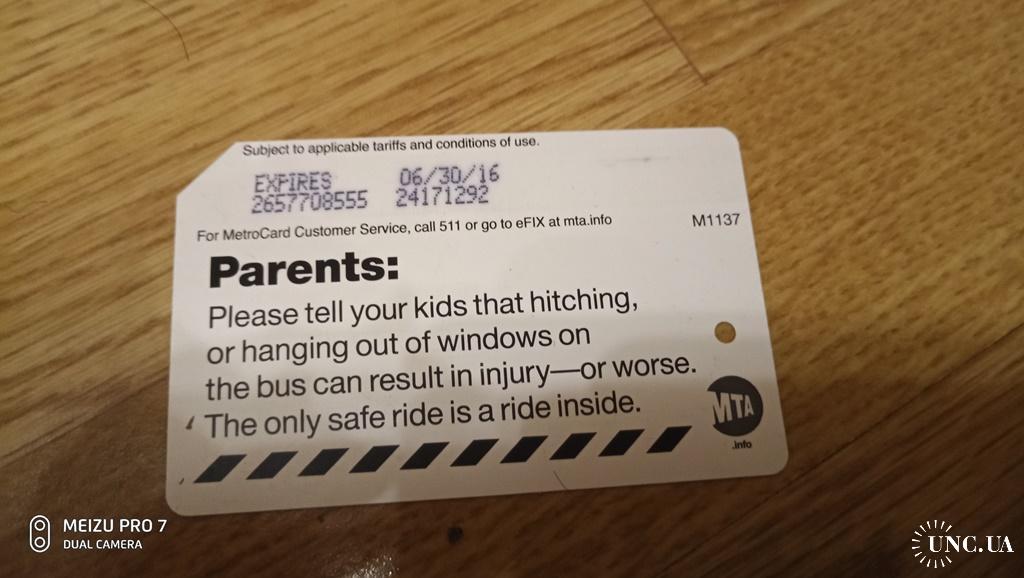 Subject to applicable tariffs and conditions of use.
EXPIRES 06/30/16
2657708555 24171292
For MetroCard Customer Service, call 511 or go to eFIX at mta.info M1137
Parents:
Please tell your kids that hitching,
or hanging out of windows on
the bus can result in injury—or worse.
The only safe ride is a ride inside.
MTA
.info
MEIZU PRO 7
DUAL CAMERA
UNC.UA